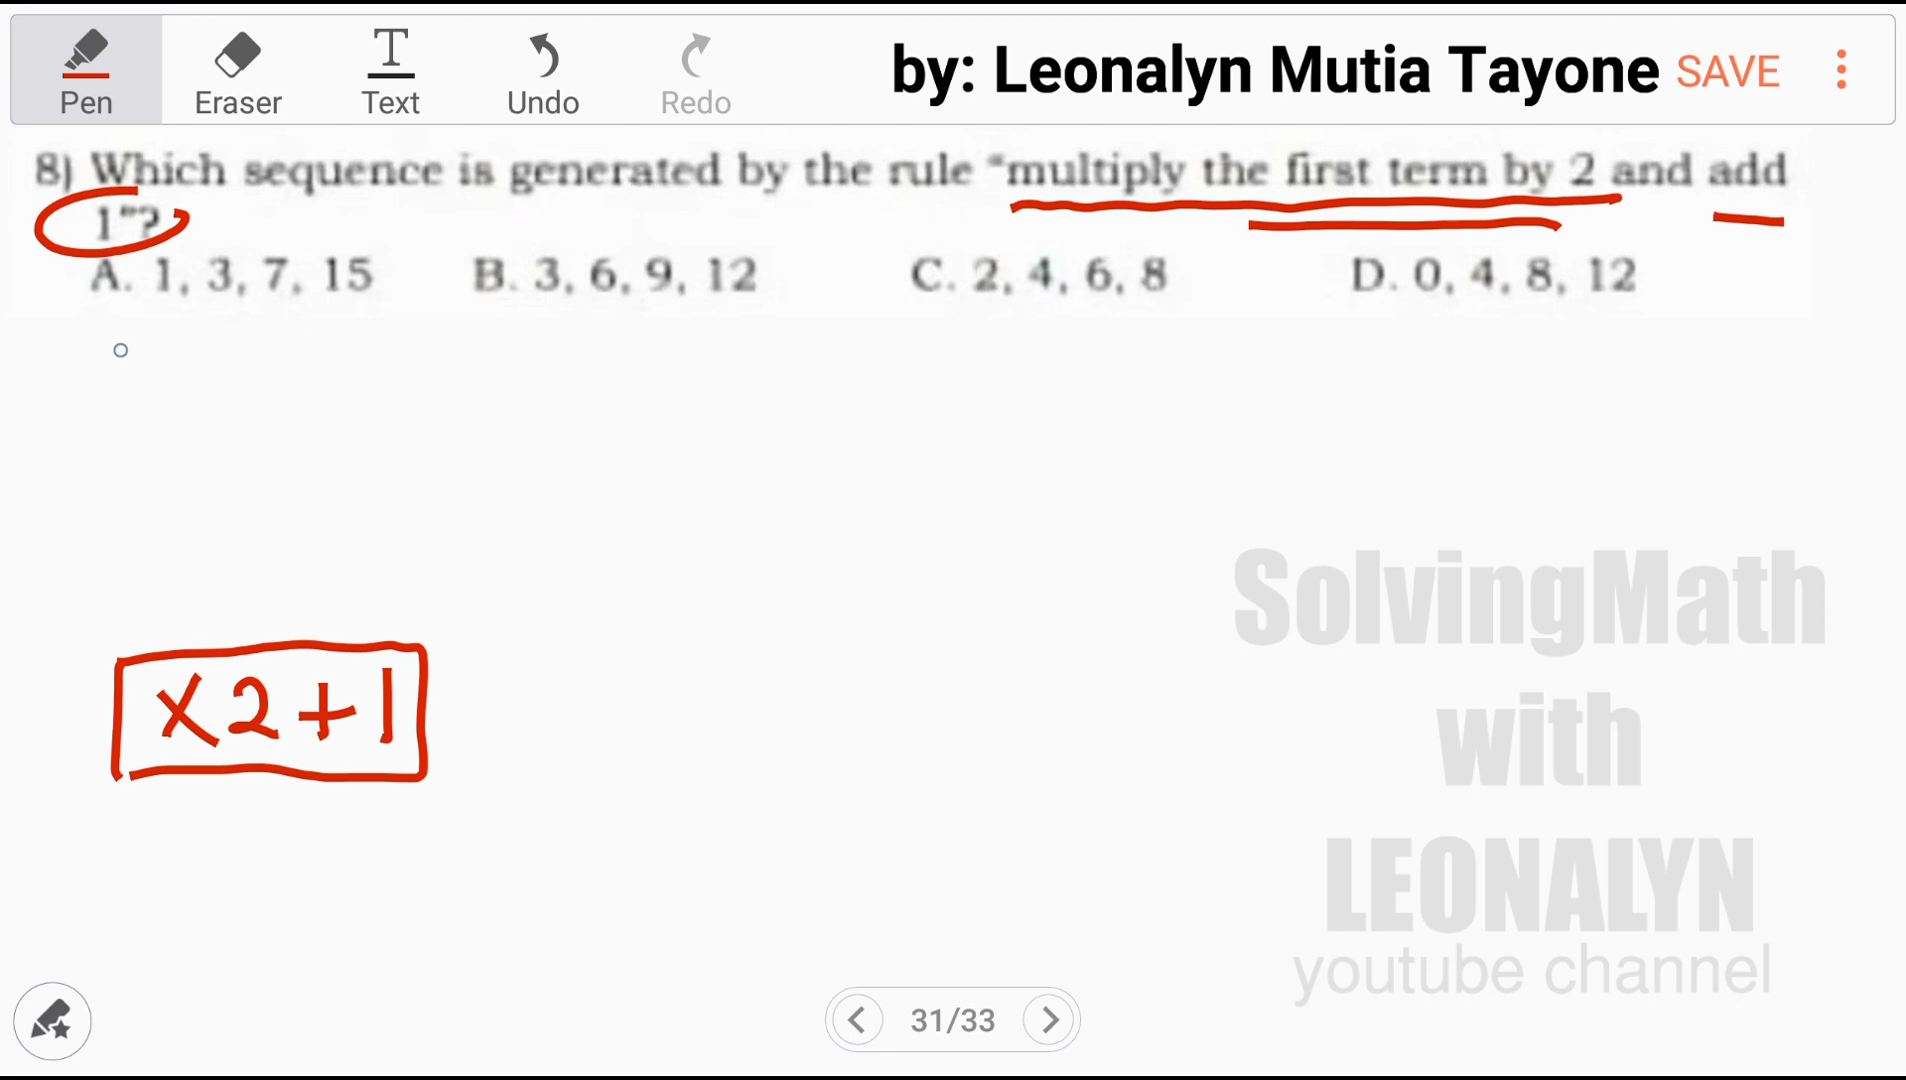 Pen Eraser Text Undo Redo by: Leonalyn Mutia Tayone SAVE
8) Which sequence is generated by the rule “multiply the first term by 2 and add
1”?
A. 1, 3, 7, 15 B. 3, 6, 9, 12 C. 2, 4, 6, 8 D. 0, 4, 8, 12
x2+1
SolvingMath
with
LEONALYN
youtube channel
31/33